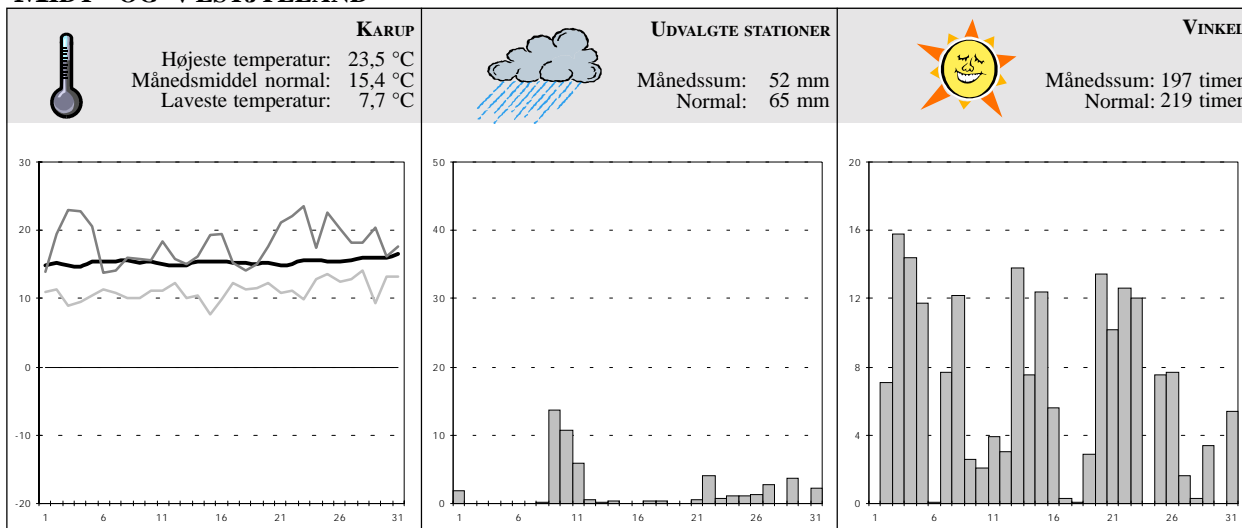 OG VESTJYLLAND
KARUP
Højeste temperatur: 23,5 °C
Månedsmiddel normal: 15,4 °C
Laveste temperatur: 7,7 °C
UDVALGTE STATIONER
Månedssum: 52 mm
Normal: 65 mm
VINKEL
Månedssum: 197 timer
Normal: 219 timer
30
20
10
0
-10
-20
1 6 11 16 21 26 31
50
40
30
20
10
0
1 6 11 16 21 26 31
20
16
12
8
4
0
1 6 11 16 21 26 31